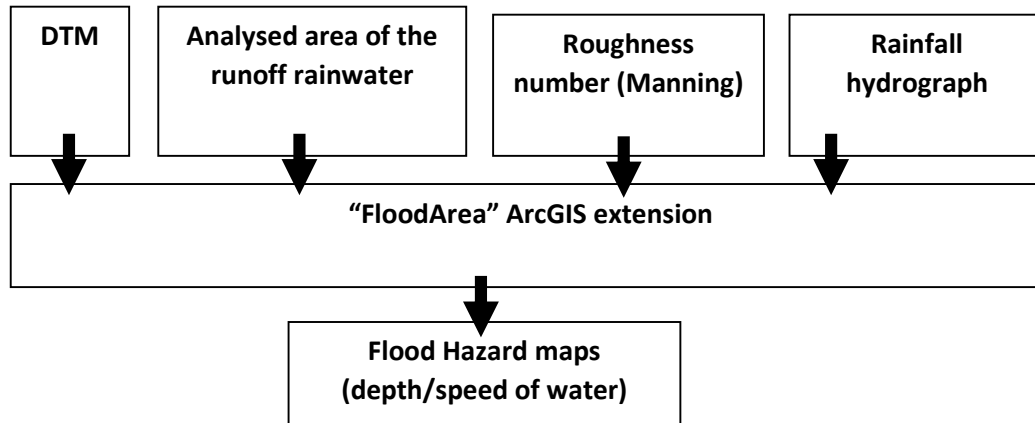 DTM
Analysed area of the
runoff rainwater
Roughness
number (Manning)
Rainfall
hydrograph
“FloodArea” ArcGIS extension
Flood Hazard maps
(depth/speed of water)